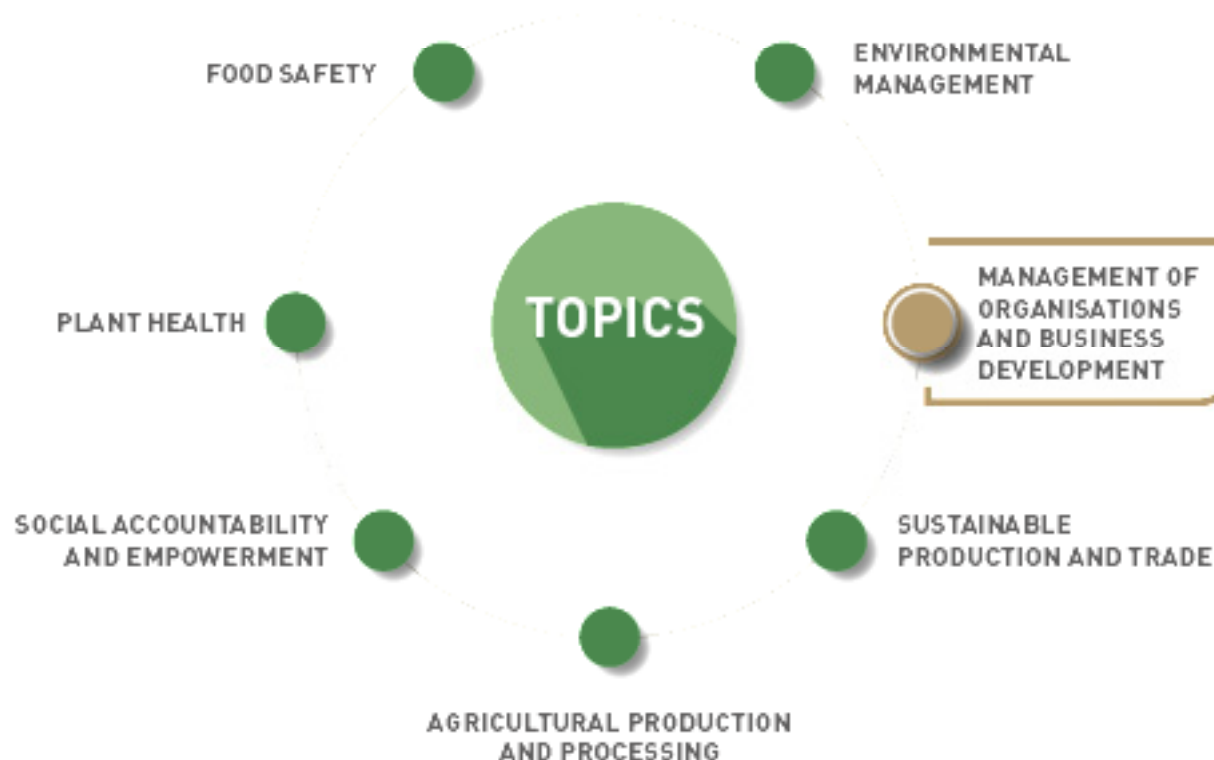 FOOD SAFETY
ENVIRONMENTAL
MANAGEMENT
TOPICS
MANAGEMENT OF
ORGANISATIONS
AND BUSINESS
DEVELOPMENT
PLANT HEALTH
SOCIAL ACCOUNTABILITY
AND EMPOWERMENT
SUSTAINABLE
PRODUCTION AND TRADE
AGRICULTURAL PRODUCTION
AND PROCESSING